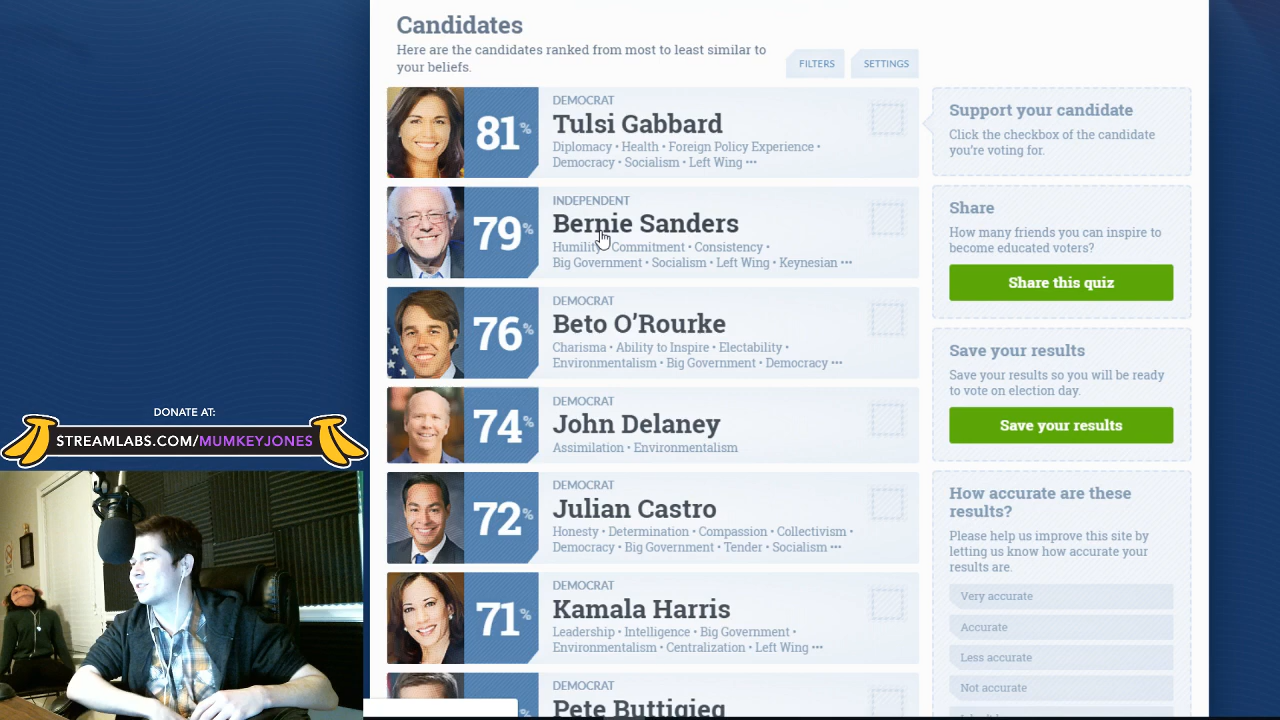 Candidates
Here are the candidates ranked from most to least similar to
your beliefs.
FILTERS
SETTINGS
81%
DEMOCRAT
Tulsi Gabbard
Diplomacy • Health • Foreign Policy Experience •
Democracy • Socialism • Left Wing •••
79%
INDEPENDENT
Bernie Sanders
Humility • Commitment • Consistency •
Big Government • Socialism • Left Wing • Keynesian •••
76%
DEMOCRAT
Beto O’Rourke
Charisma • Ability to Inspire • Electability •
Environmentalism • Big Government • Democracy •••
74%
DEMOCRAT
John Delaney
Assimilation • Environmentalism
72%
DEMOCRAT
Julian Castro
Honesty • Determination • Compassion • Collectivism •
Democracy • Big Government • Tender • Socialism •••
71%
DEMOCRAT
Kamala Harris
Leadership • Intelligence • Big Government •
Environmentalism • Centralization • Left Wing •••
DEMOCRAT
Pete Buttigieg
Support your candidate
Click the checkbox of the candidate
you’re voting for.
Share
How many friends you can inspire to
become educated voters?
Share this quiz
Save your results
Save your results so you will be ready
to vote on election day.
Save your results
How accurate are these
results?
Please help us improve this site by
letting us know how accurate your
results are.
Very accurate
Accurate
Less accurate
Not accurate
DONATE AT:
STREAMLABS.COM/MUMKEYJONES